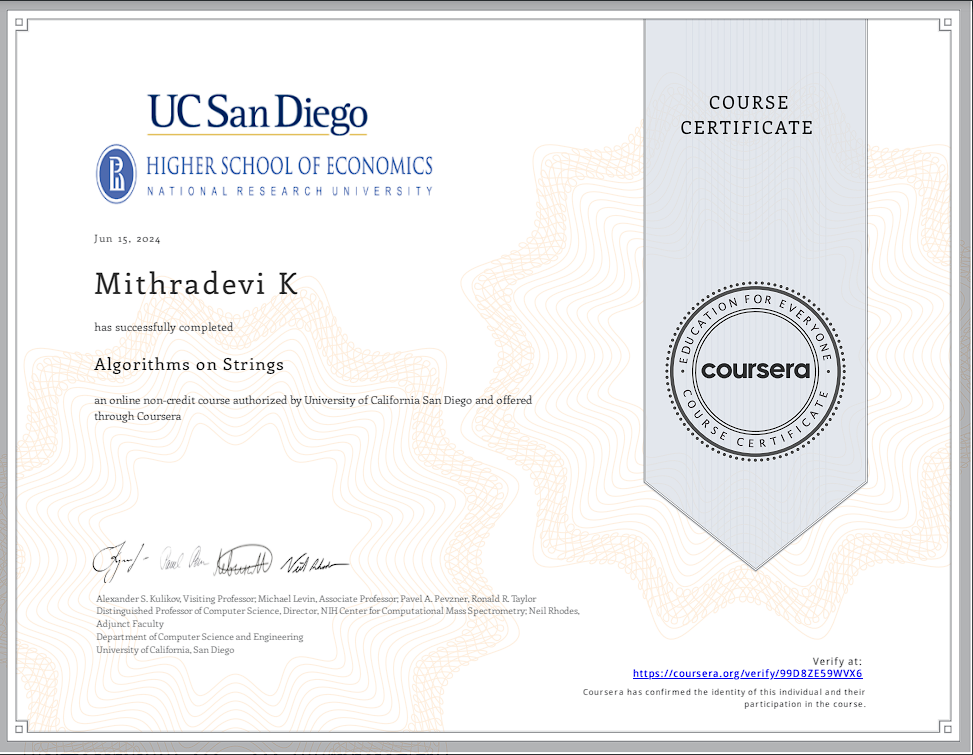 UC San Diego
HIGHER SCHOOL OF ECONOMICS
NATIONAL RESEARCH UNIVERSITY
COURSE
CERTIFICATE
Jun 15, 2024
Mithradevi K
has successfully completed
Algorithms on Strings
an online non-credit course authorized by University of California San Diego and offered
through Coursera
EDUCATION FOR EVERYONE
coursera
COURSE CERTIFICATE
Alexander S. Kulikov, Visiting Professor; Michael Levin, Associate Professor; Pavel A. Pevzner, Ronald R. Taylor
Distinguished Professor of Computer Science, Director, NIH Center for Computational Mass Spectrometry; Neil Rhodes,
Adjunct Faculty
Department of Computer Science and Engineering
University of California, San Diego
Verify at:
https://coursera.org/verify/99D8ZE59WVX6
Coursera has confirmed the identity of this individual and their
participation in the course.